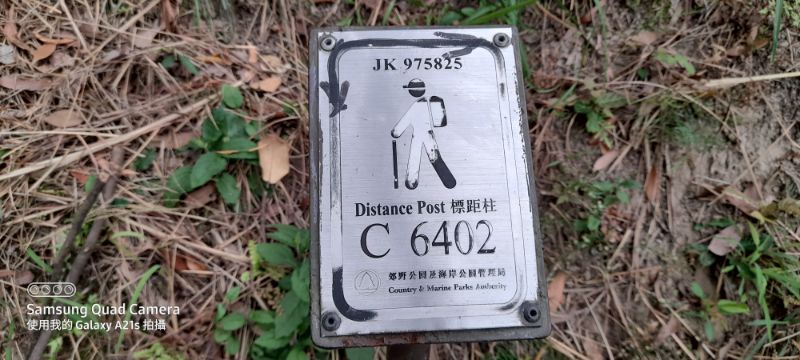 JK 975825
Distance Post 標距柱
C 6402
郊野公園及海岸公園管理局
Country & Marine Parks Authority
Samsung Quad Camera
使用我的 Galaxy A21s 拍攝